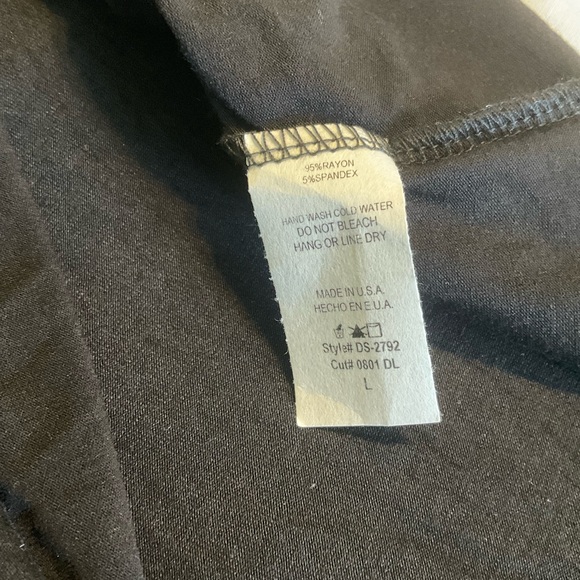 95%RAYON
5%SPANDEX
HAND WASH COLD WATER
DO NOT BLEACH
HANG OR LINE DRY
MADE IN U.S.A.
HECHO EN E.U.A.
Style# DS-2792
Cut# 0801 DL
L